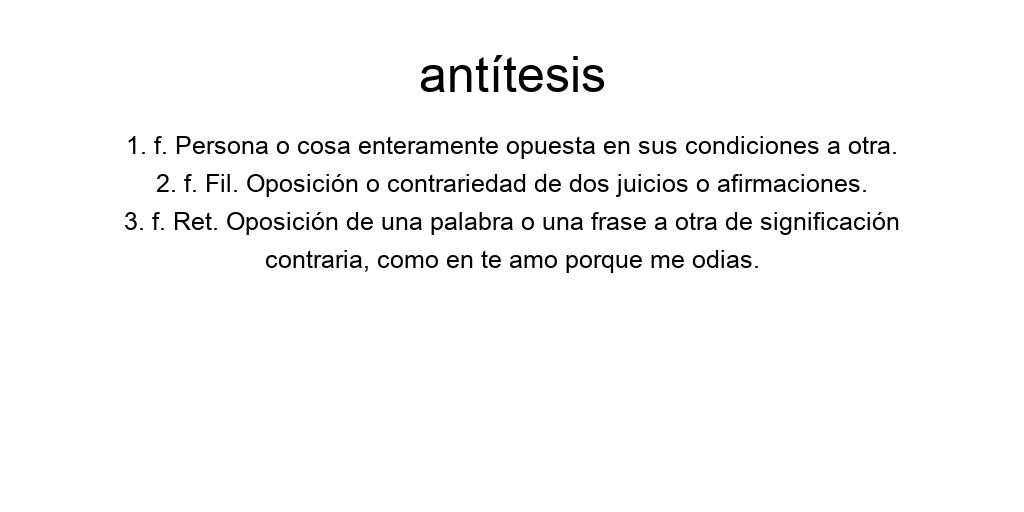 antítesis
1. f. Persona o cosa enteramente opuesta en sus condiciones a otra.
2. f. Fil. Oposición o contrariedad de dos juicios o afirmaciones.
3. f. Ret. Oposición de una palabra o una frase a otra de significación
contraria, como en te amo porque me odias.